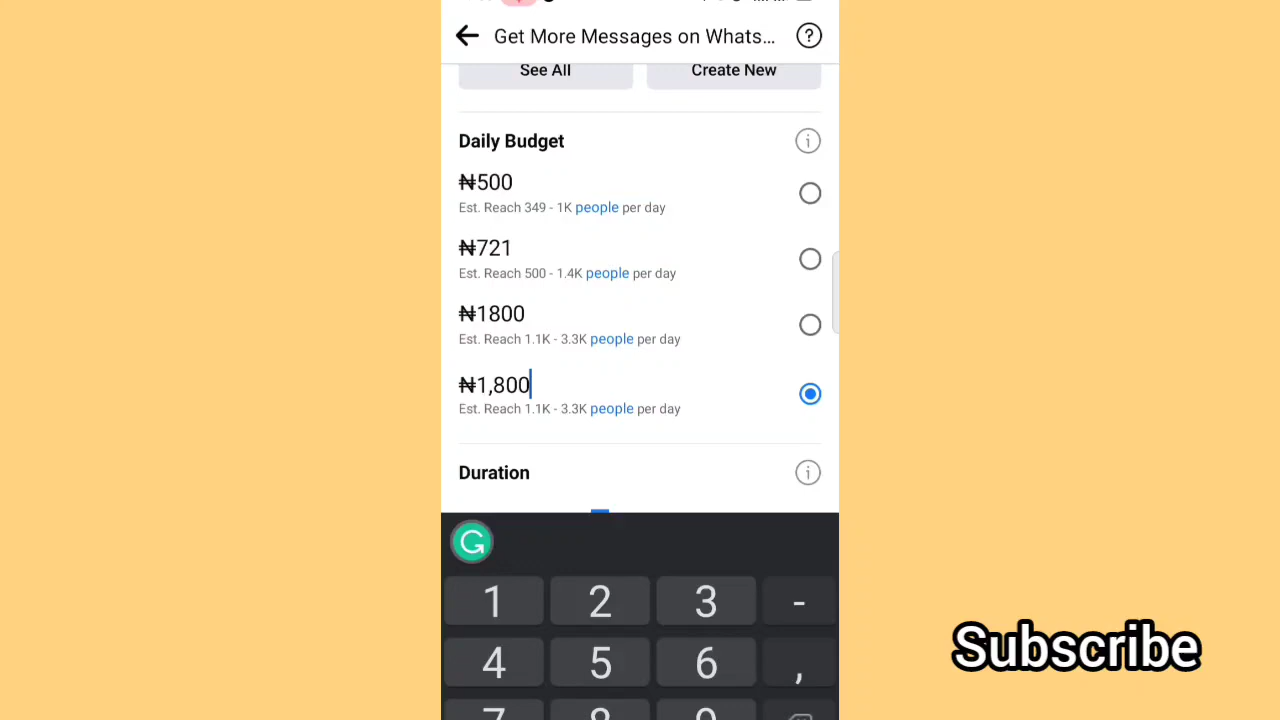 Get More Messages on Whats...
See All
Create New
Daily Budget
₦500
Est. Reach 349 - 1K people per day
₦721
Est. Reach 500 - 1.4K people per day
₦1800
Est. Reach 1.1K - 3.3K people per day
₦1,800
Est. Reach 1.1K - 3.3K people per day
Duration
1 2 3 -
4 5 6 ,
7 8 9
Subscribe